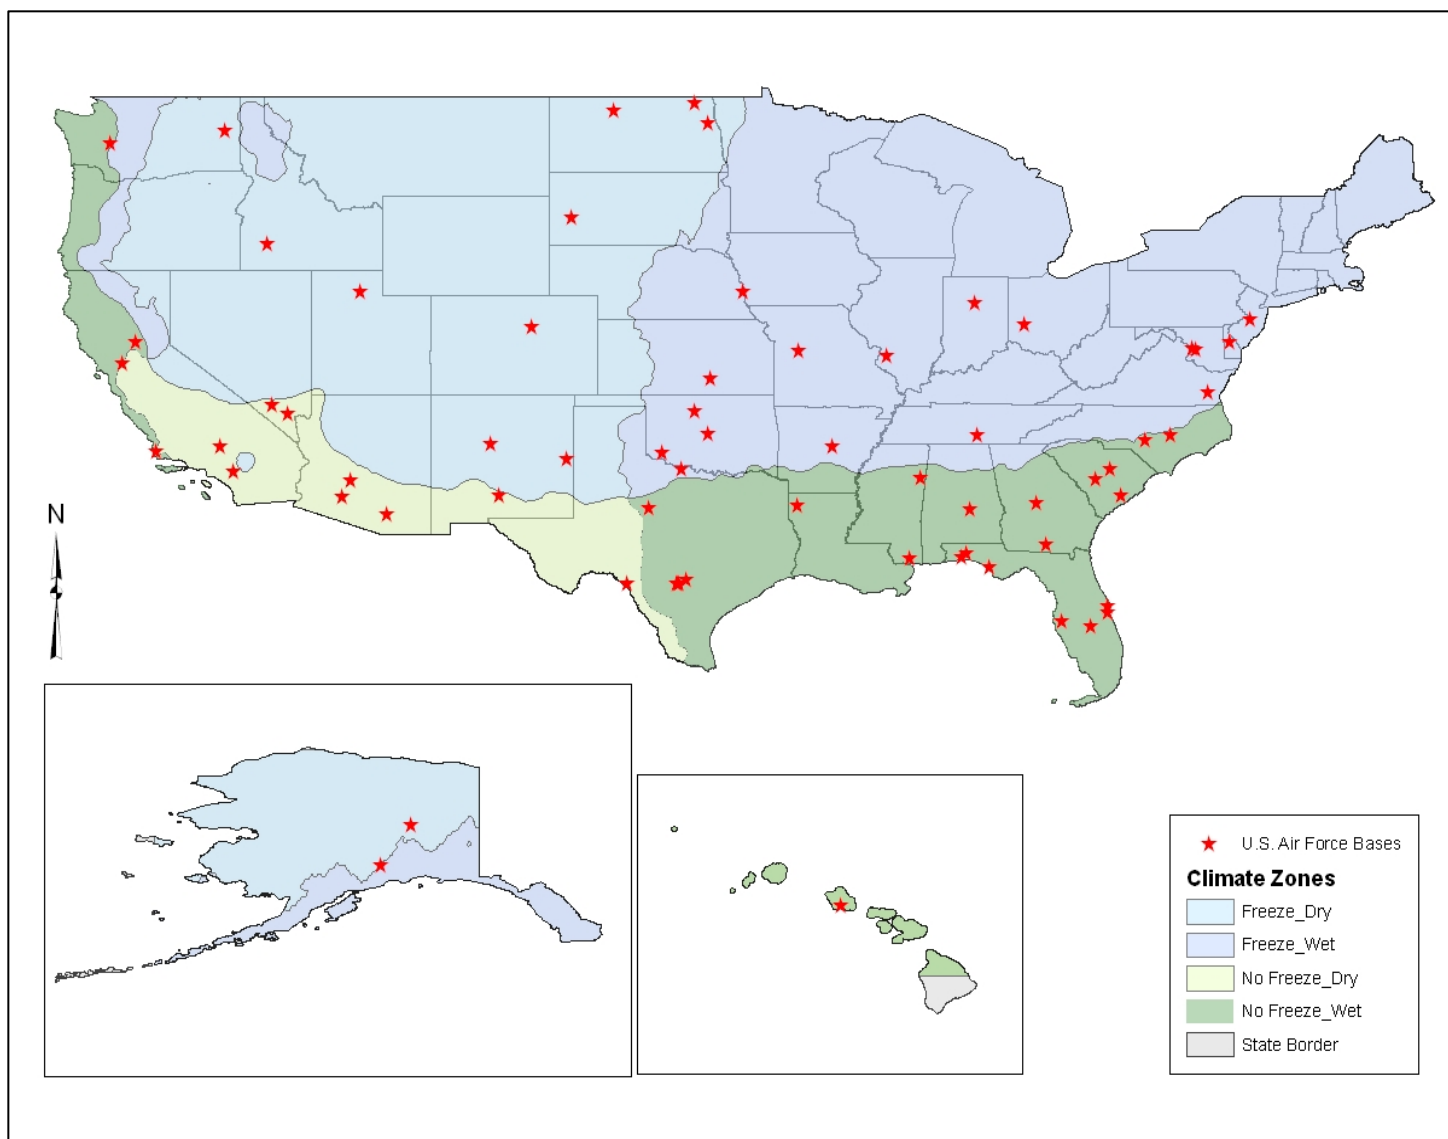 N
U.S. Air Force Bases
Climate Zones
Freeze_Dry
Freeze_Wet
No Freeze_Dry
No Freeze_Wet
State Border